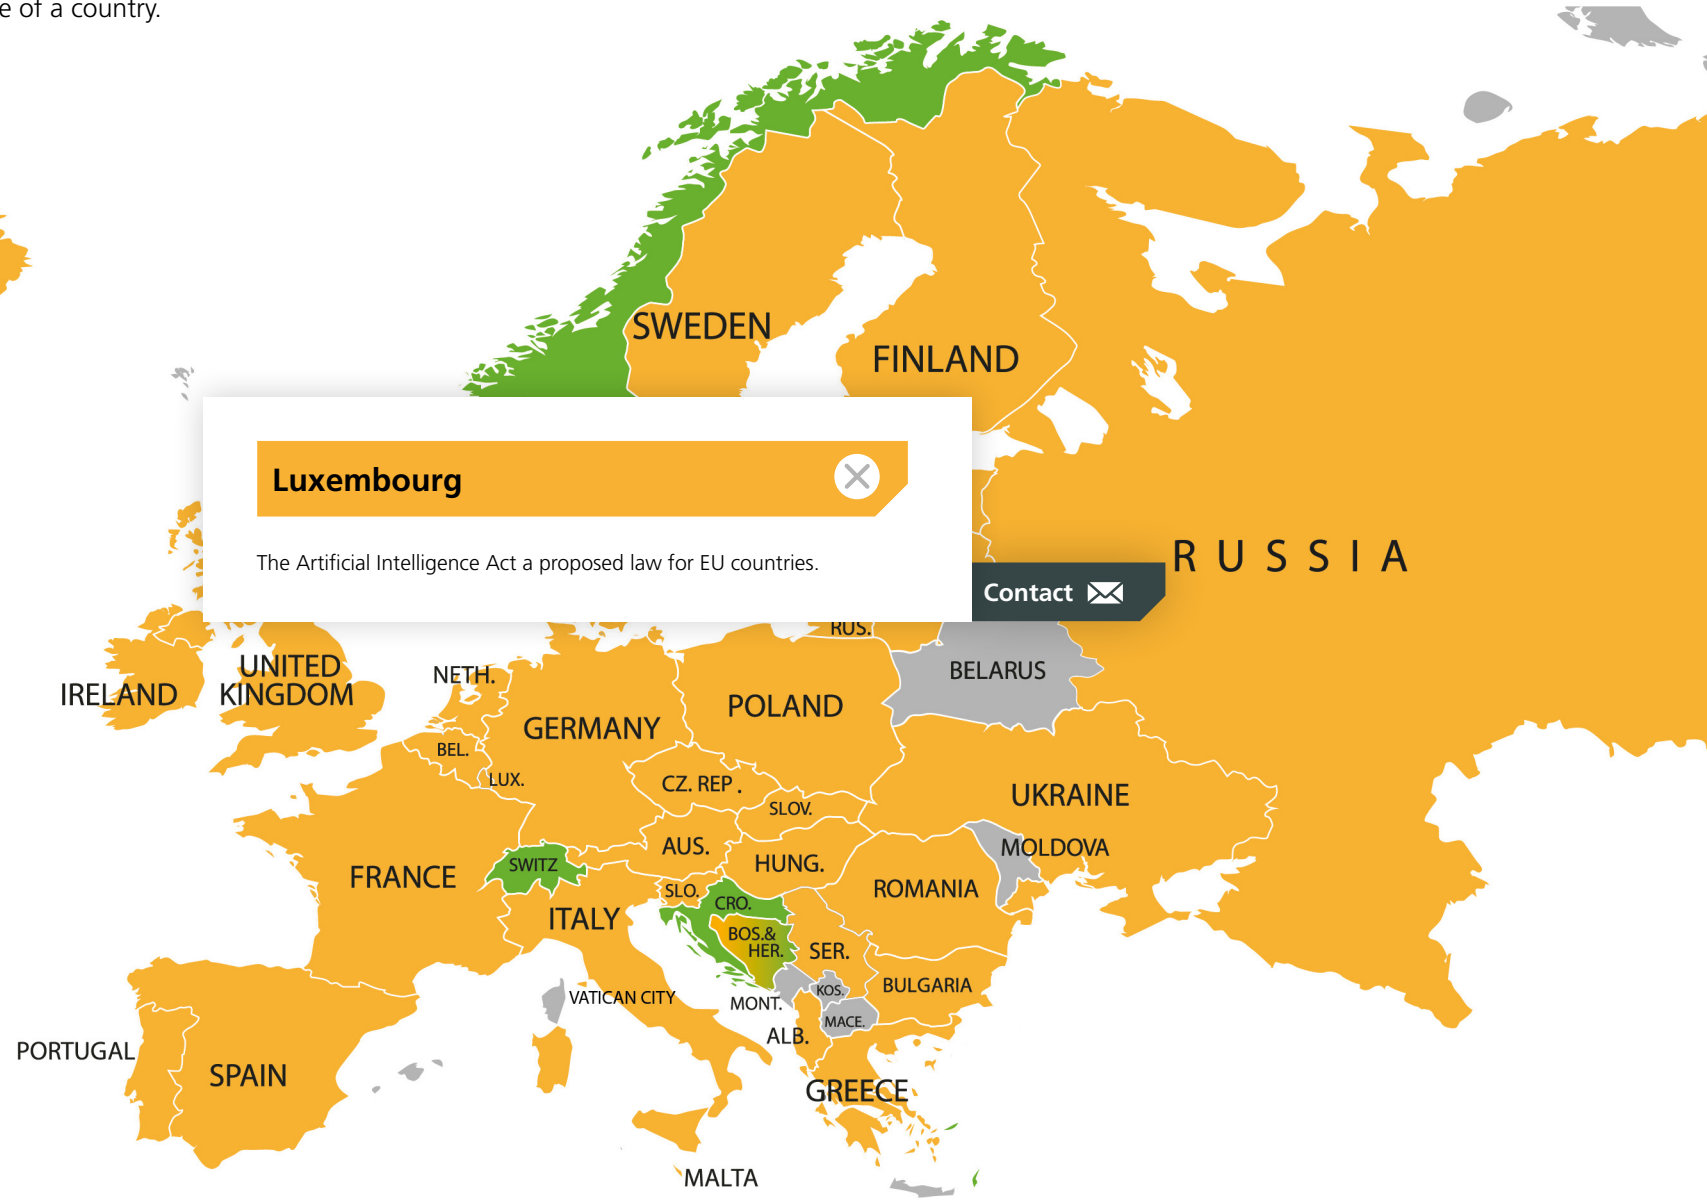 e of a country.
SWEDEN
FINLAND
Luxembourg
The Artificial Intelligence Act a proposed law for EU countries.
RUSSIA
Contact
RUS.
BELARUS
UNITED
KINGDOM
IRELAND
NETH.
POLAND
GERMANY
BEL.
LUX.
CZ. REP.
UKRAINE
SLOV.
AUS.
MOLDOVA
HUNG.
SWITZ
FRANCE
ROMANIA
SLO.
CRO.
ITALY
BOS.&
HER.
SER.
BULGARIA
KOS.
VATICAN CITY
MONT.
MACE.
ALB.
PORTUGAL
SPAIN
GREECE
MALTA